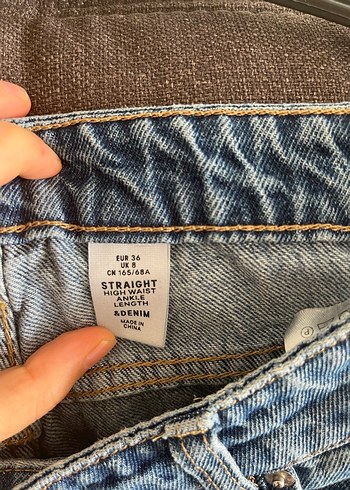 EUR 36
UK 8
CN 165/68A
STRAIGHT
HIGH WAIST
ANKLE
LENGTH
&DENIM
MADE IN
CHINA